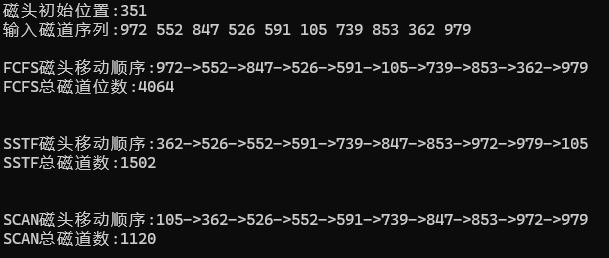 磁头初始位置:351
输入磁道序列:972 552 847 526 591 105 739 853 362 979
FCFS磁头移动顺序:972->552->847->526->591->105->739->853->362->979
FCFS总磁道位数:4064
SSTF磁头移动顺序:362->526->552->591->739->847->853->972->979->105
SSTF总磁道数:1502
SCAN磁头移动顺序:105->362->526->552->591->739->847->853->972->979
SCAN总磁道数:1120